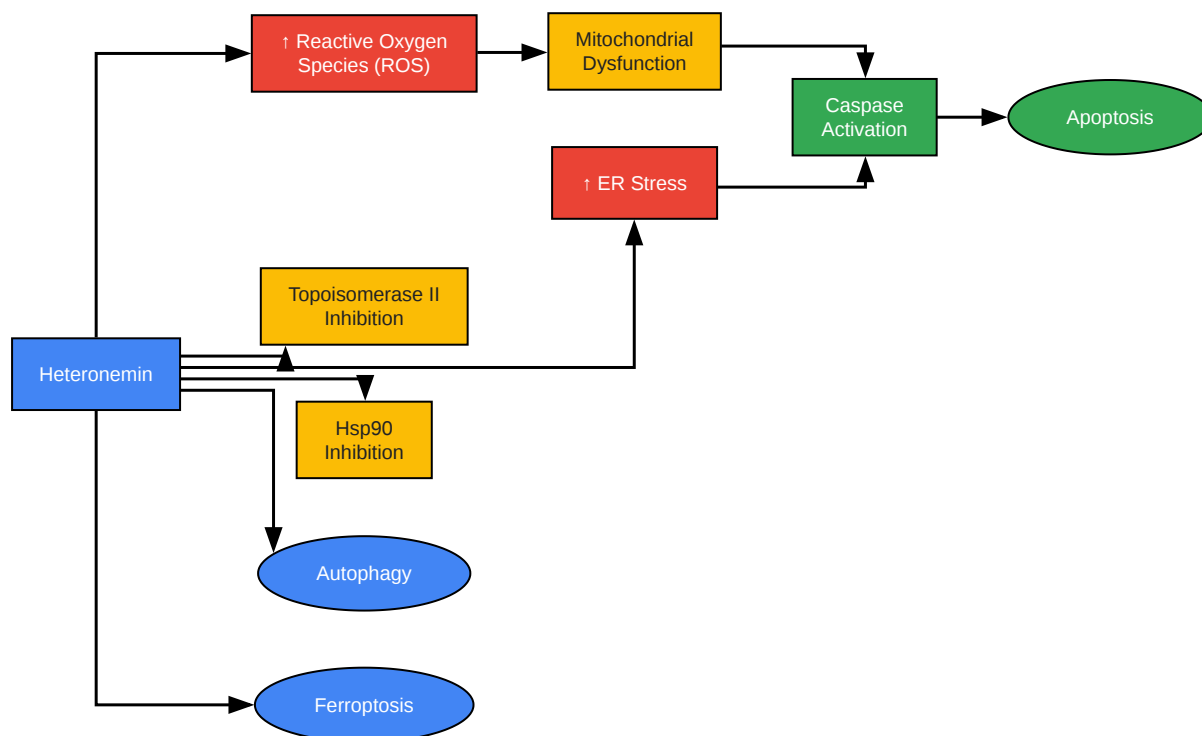 ↑ Reactive Oxygen
Species (ROS)
Mitochondrial
Dysfunction
Caspase
Activation
Apoptosis
↑ ER Stress
Topoisomerase II
Inhibition
Heteronemin
Hsp90
Inhibition
Autophagy
Ferroptosis